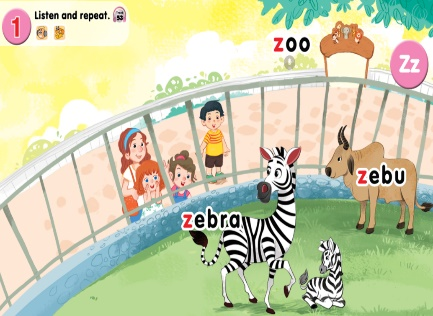 1 Listen and repeat.
zoo
Zz
zebu
zebra